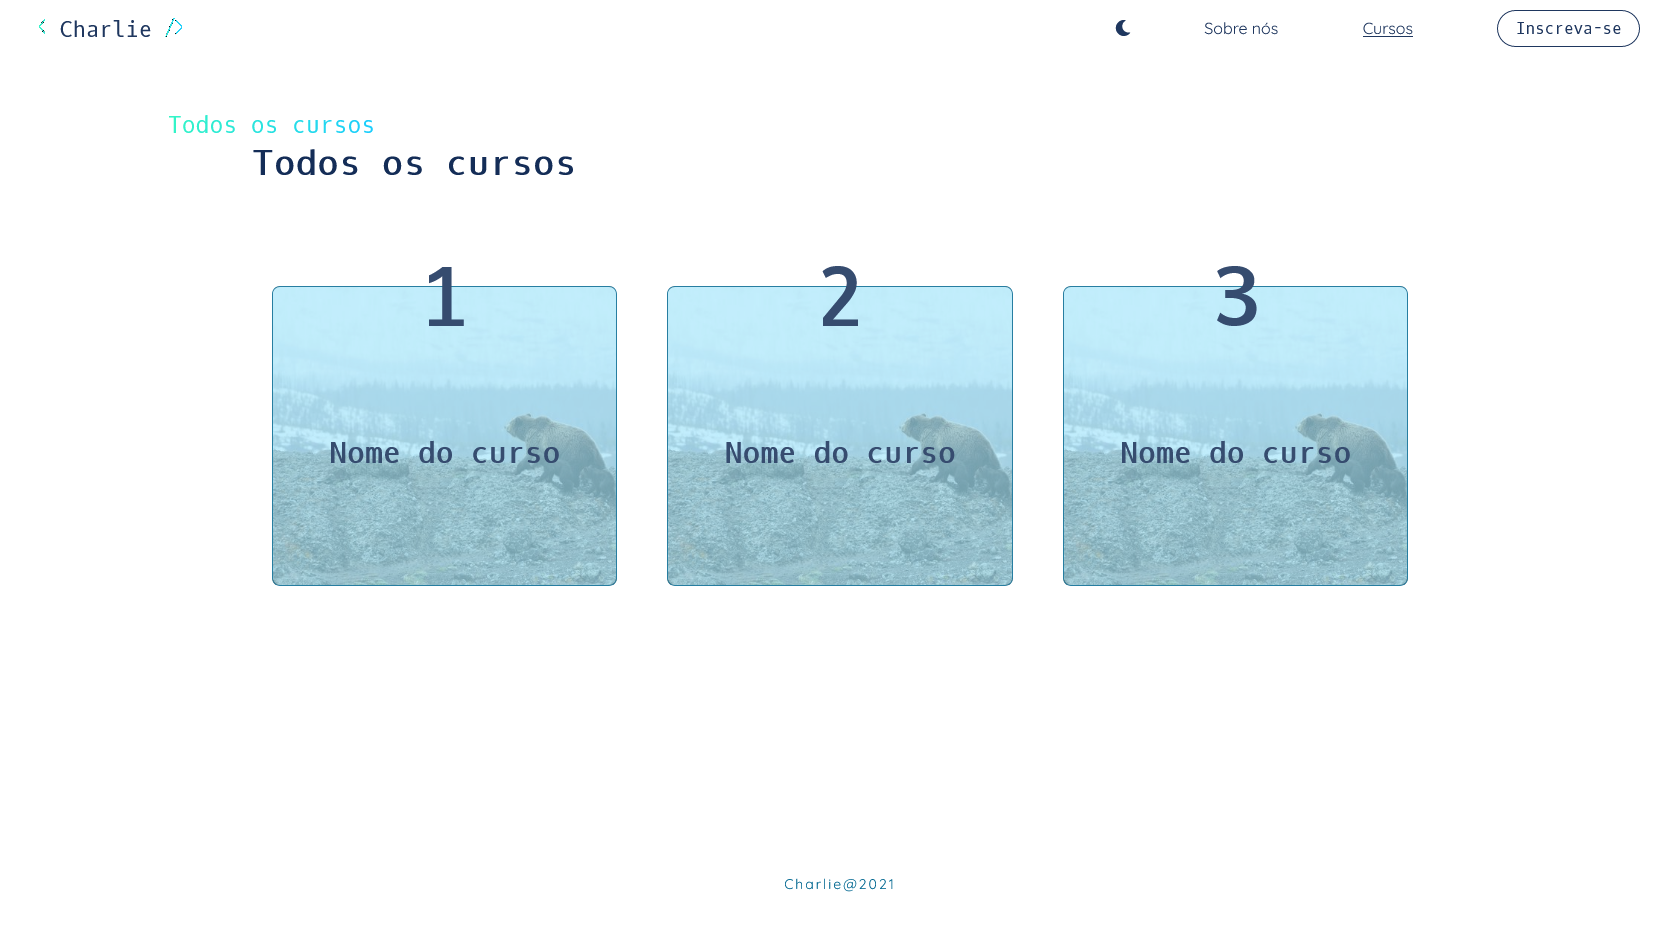 < Charlie />
Sobre nós
Cursos
Inscreva-se
Todos os cursos
Todos os cursos
1
2
3
Nome do curso
Nome do curso
Nome do curso
Charlie@2021